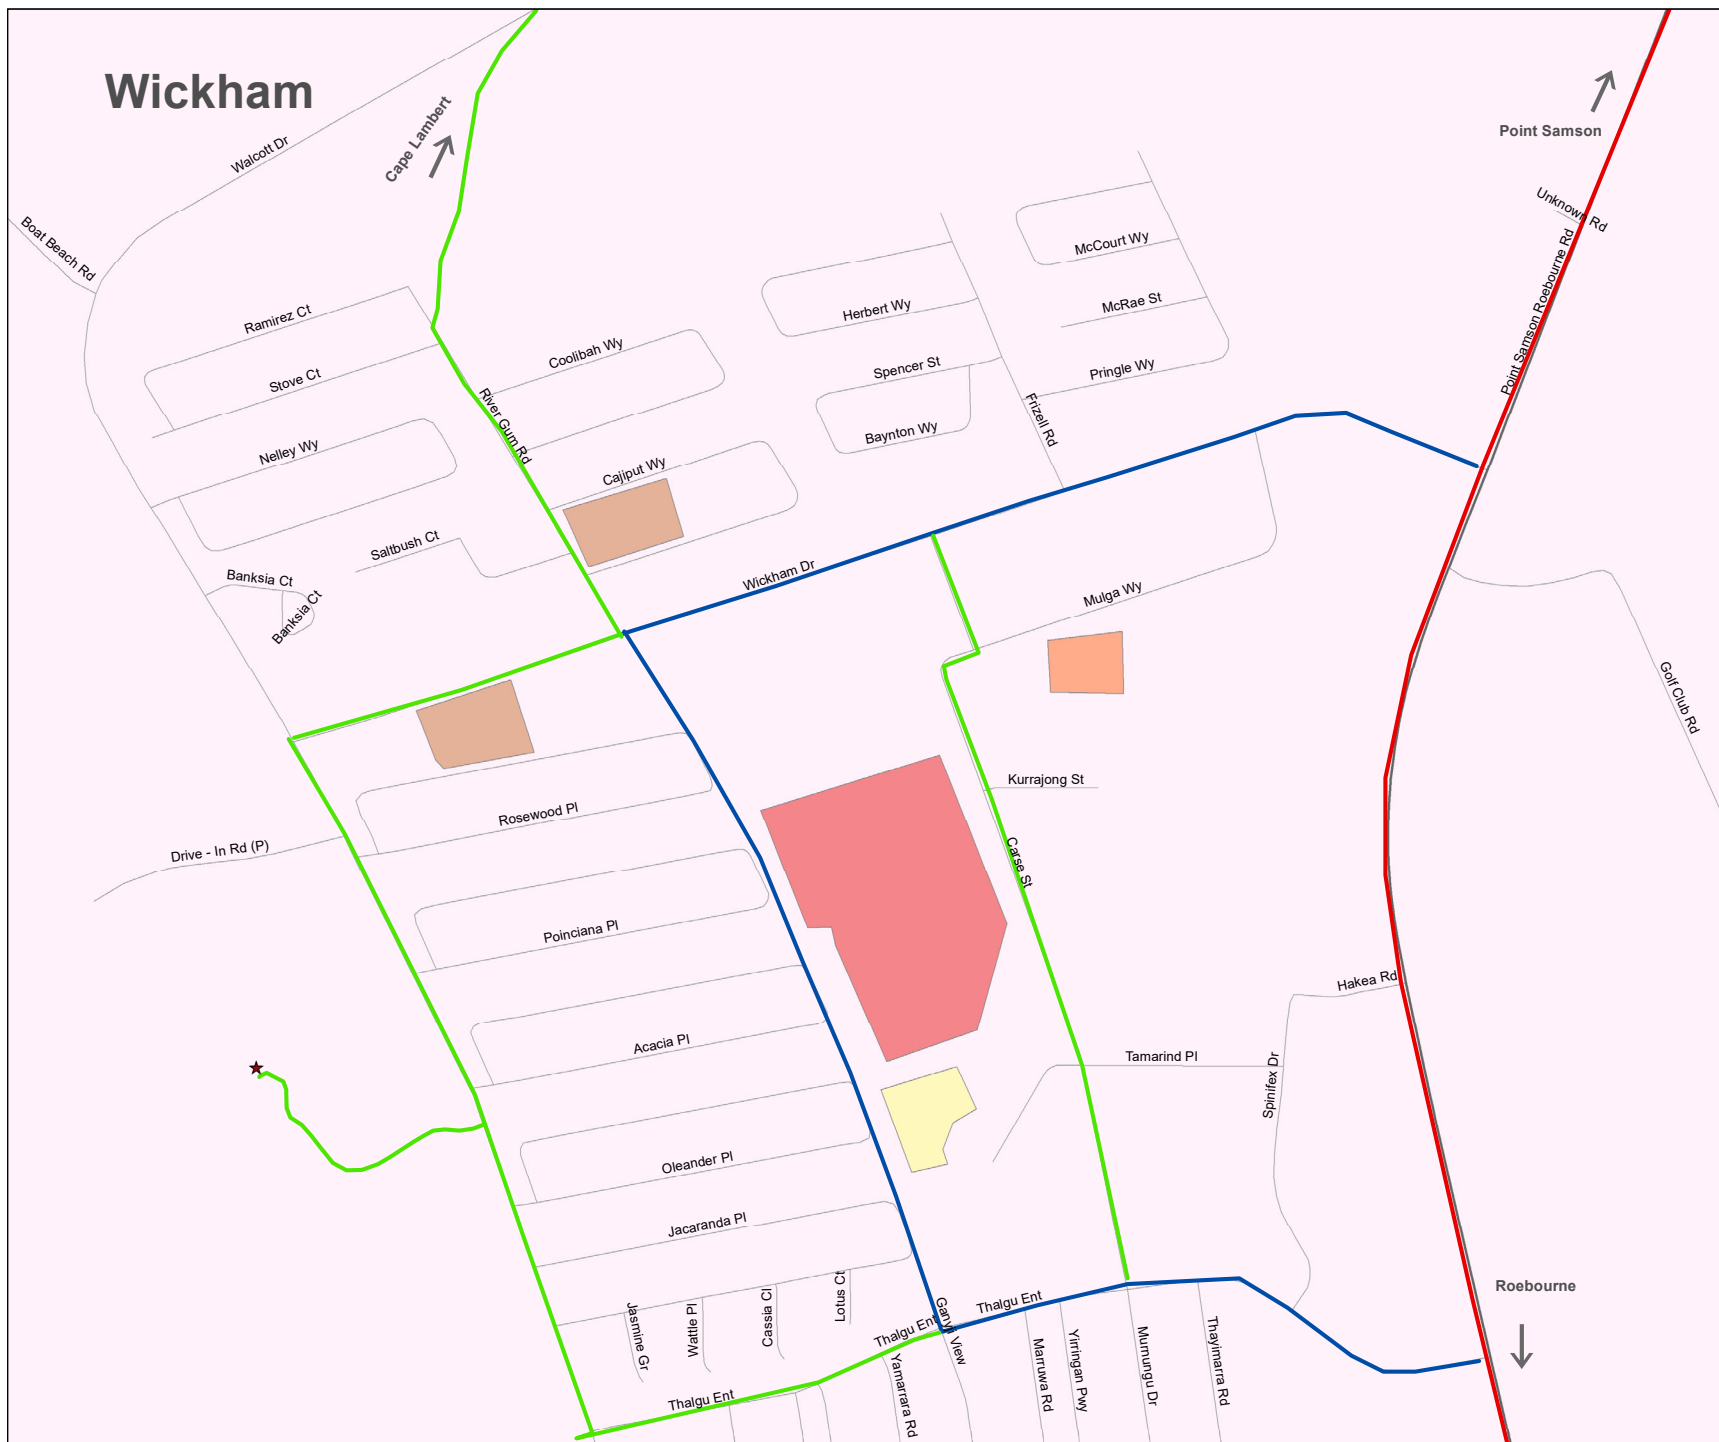 Wickham
Cape Lambert
Point Samson
Walcott Dr
Boat Beach Rd
Unknown Rd
Point Samson Roebourne Rd
McCourt Wy
McRae St
Pringle Wy
Herbert Wy
Spencer St
Baynton Wy
Frizell Rd
Ramirez Ct
Stove Ct
Nelley Wy
Coolibah Wy
River Gum Rd
Cajiput Wy
Saltbush Ct
Banksia Ct
Banksia Ct
Wickham Dr
Mulga Wy
Golf Club Rd
Kurrajong St
Rosewood Pl
Drive - In Rd (P)
Carse St
Poinciana Pl
Hakea Rd
Acacia Pl
Tamarind Pl
Spinifex Dr
Oleander Pl
Jacaranda Pl
Roebourne
Jasmine Gr
Wattle Pl
Cassia Cl
Lotus Ct
Ganyji View
Thalgu Ent
Thalgu Ent
Thalgu Ent
Yamarrara Rd
Marruwa Rd
Yirringan Pwy
Murnungu Dr
Thayimarra Rd